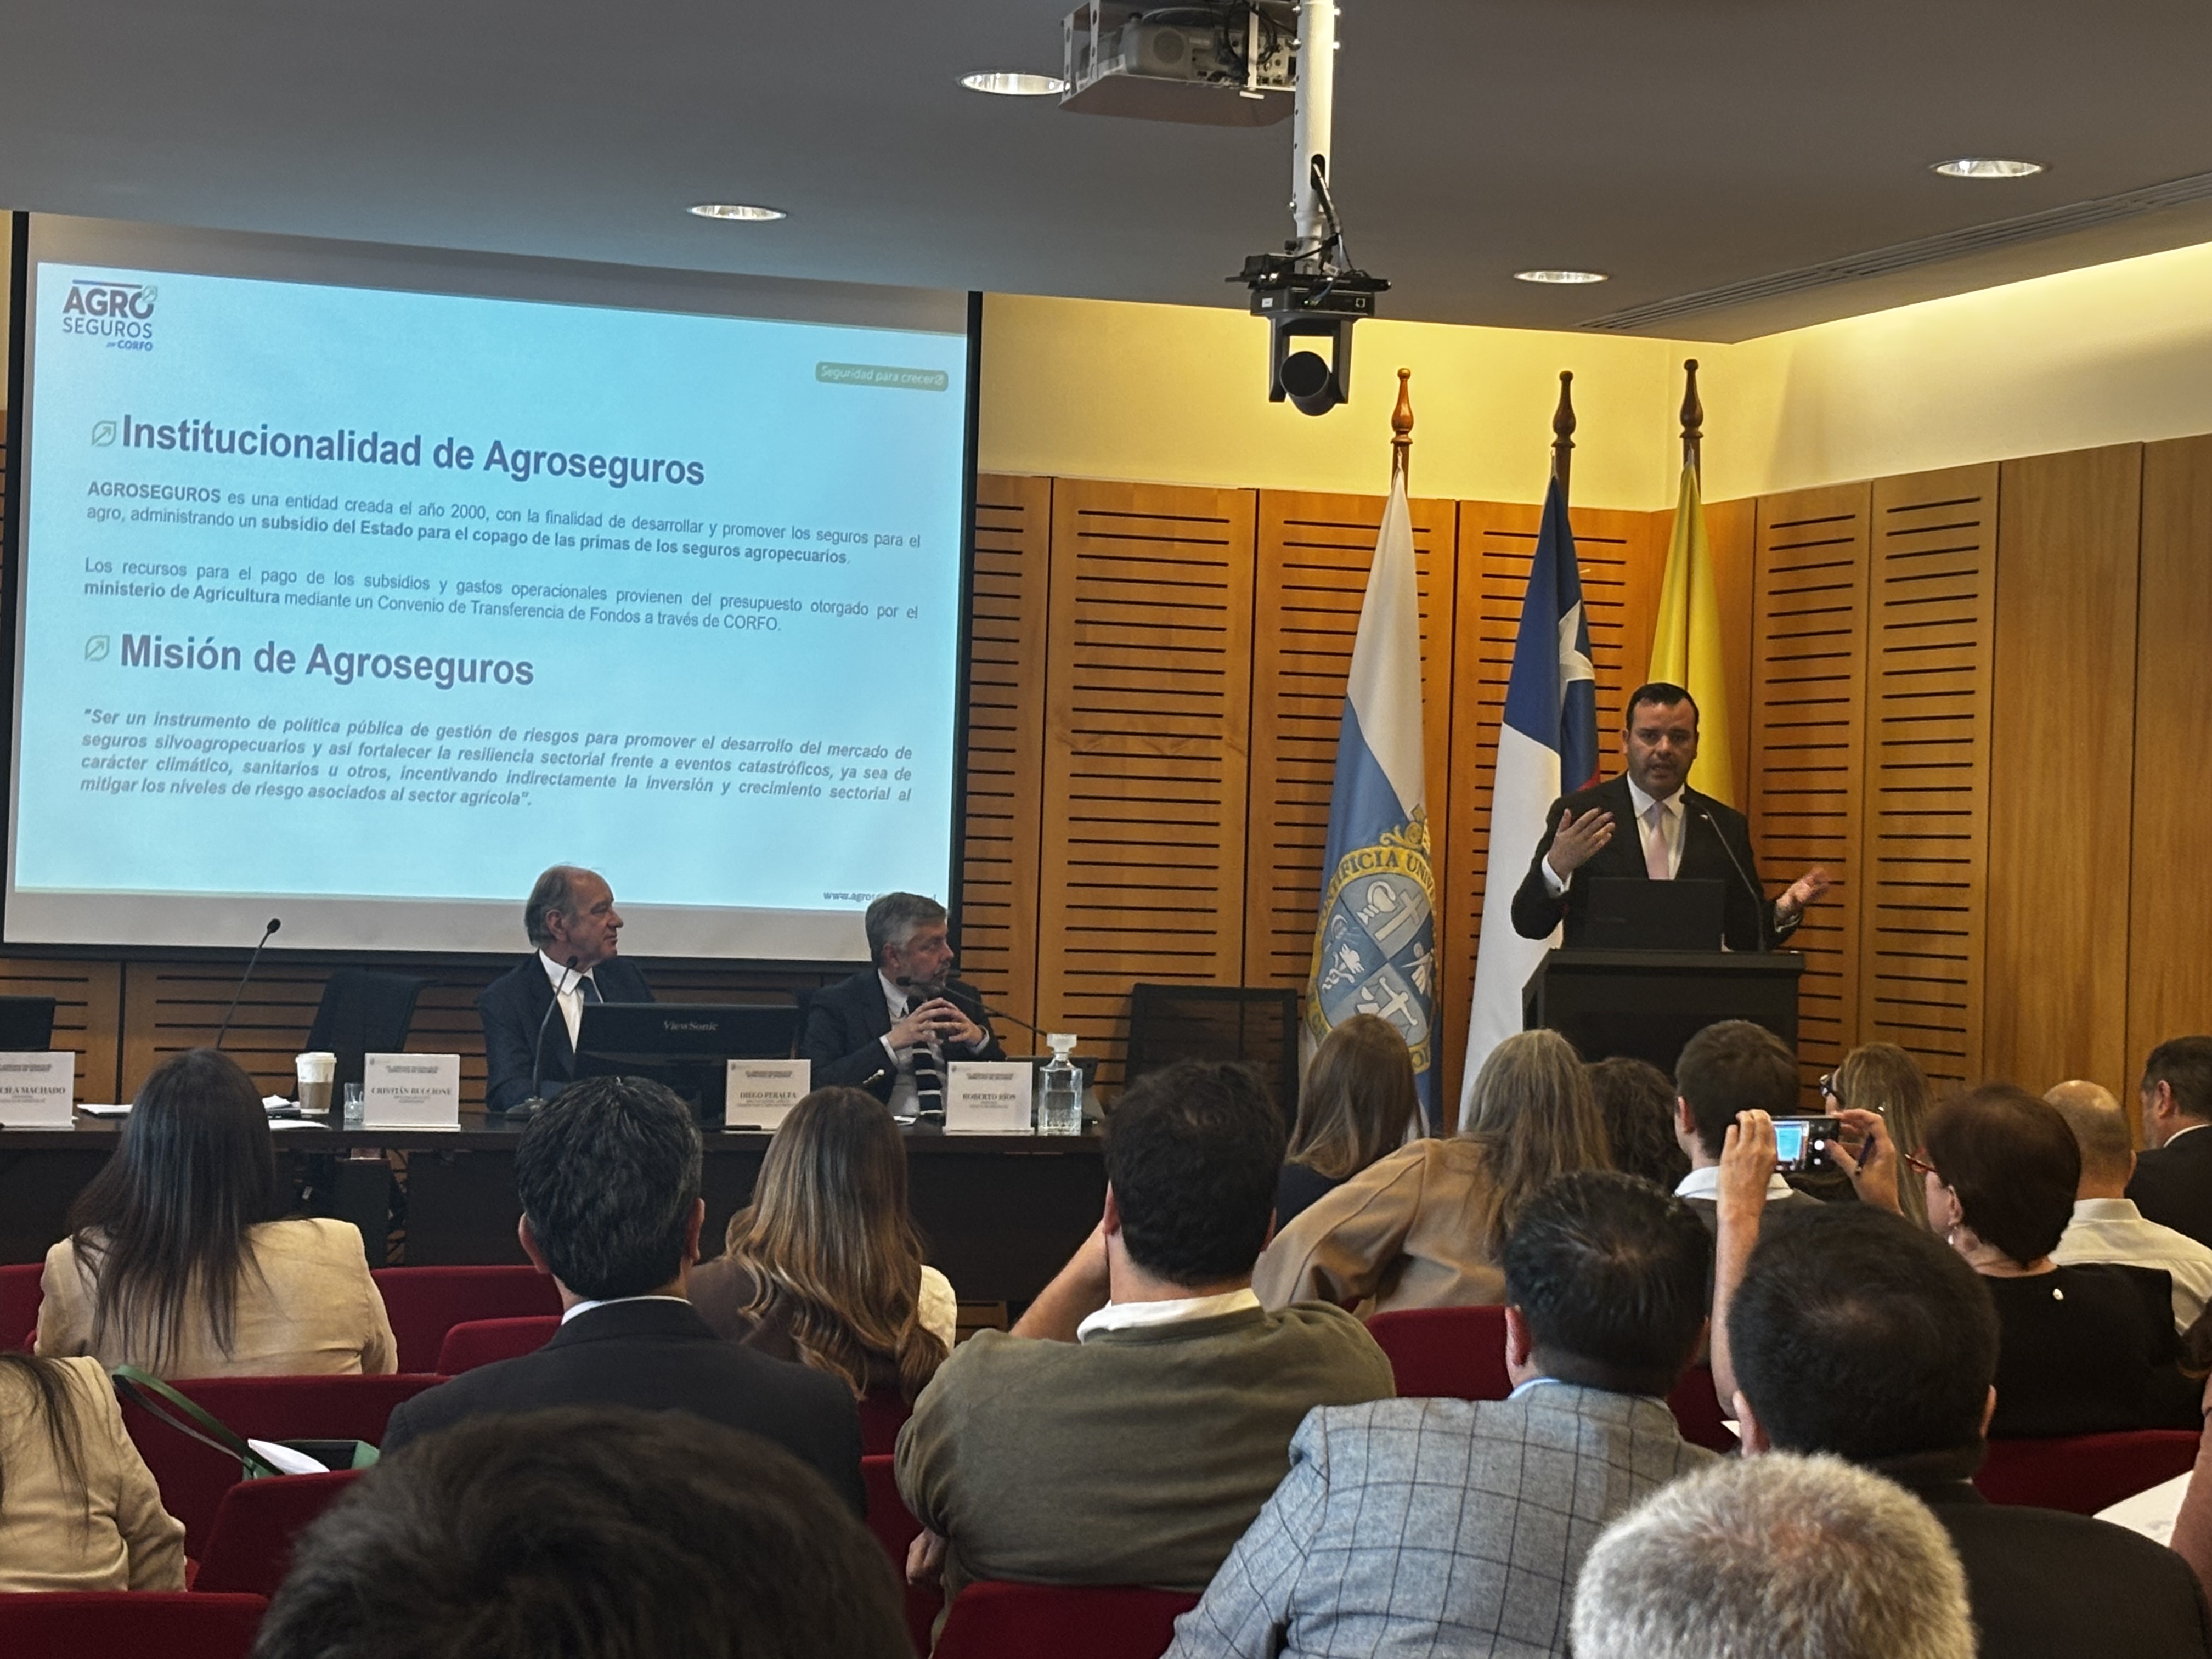 AGRO
SEGUROS
por CORFO
Seguridad para crecer
Institucionalidad de Agroseguros
AGROSEGUROS es una entidad creada el año 2000, con la finalidad de desarrollar y promover los seguros para el
agro, administrando un subsidio del Estado para el copago de las primas de los seguros agropecuarios.
Los recursos para el pago de los subsidios y gastos operacionales provienen del presupuesto otorgado por el
ministerio de Agricultura mediante un Convenio de Transferencia de Fondos a través de CORFO.
Misión de Agroseguros
"Ser un instrumento de política pública de gestión de riesgos para promover el desarrollo del mercado de
seguros silvoagropecuarios y así fortalecer la resiliencia sectorial frente a eventos catastróficos, ya sea de
carácter climático, sanitarios u otros, incentivando indirectamente la inversión y crecimiento sectorial al
mitigar los niveles de riesgo asociados al sector agrícola".
www.agros
IFICIA UNIV
ViewSonic
MACHADO
CRISTIÁN BUCCIONE
DIEGO PERALTA
ROBERTO RÍOS